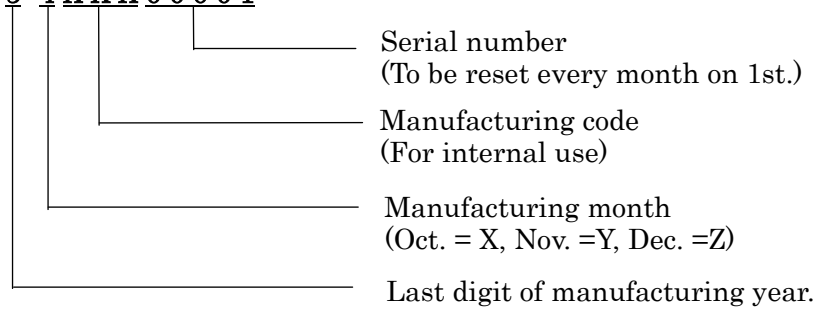 Serial number
(To be reset every month on 1st.)
Manufacturing code
(For internal use)
Manufacturing month
(Oct. = X, Nov. =Y, Dec. =Z)
Last digit of manufacturing year.